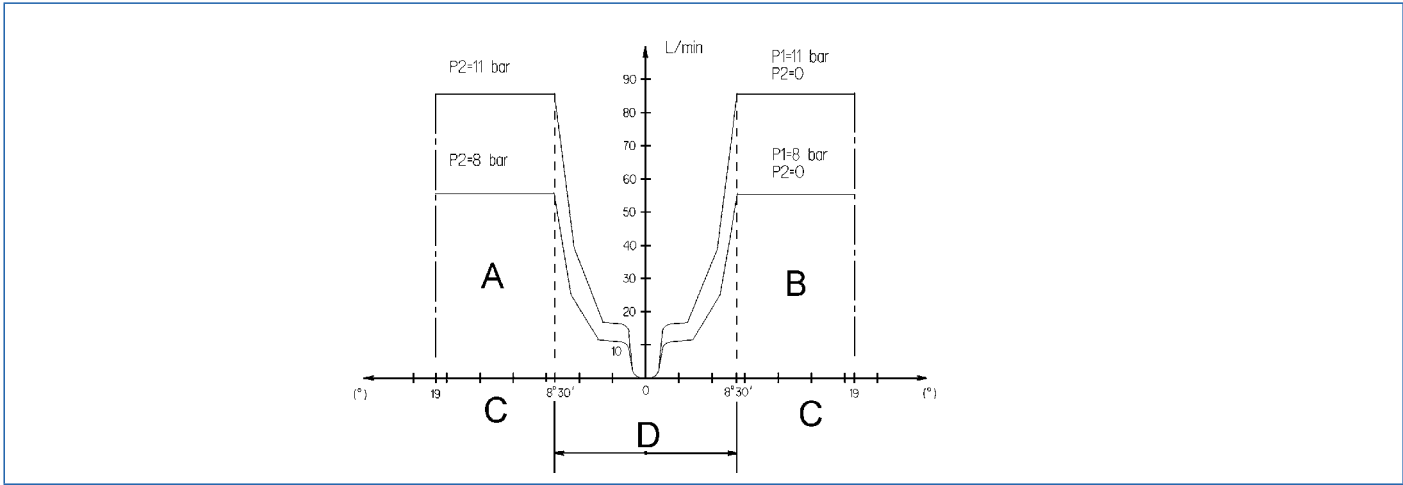 L/min
P2=11 bar
P1=11 bar
P2=0
90
80
70
P2=8 bar
P1=8 bar
P2=0
60
50
40
A
B
30
20
10
(°)
19
8°30'
0
8°30'
19
(°)
C
D
C